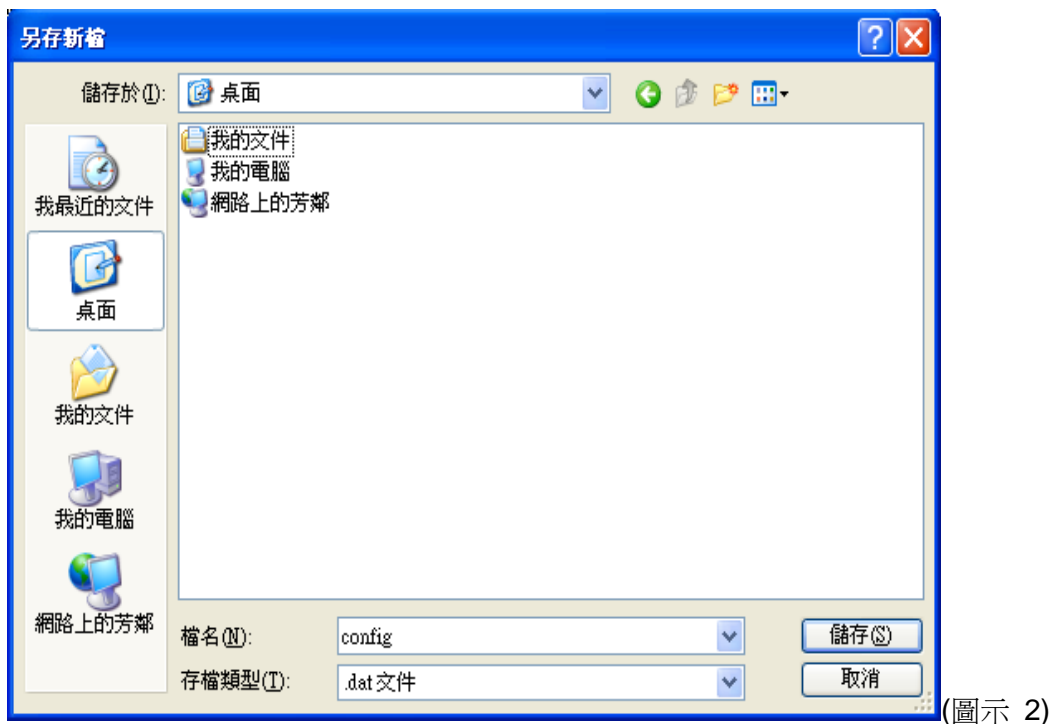 另存新檔
儲存於(I):
桌面
我的文件
我的電腦
網路上的芳鄰
我最近的文件
桌面
我的文件
我的電腦
網路上的芳鄰
檔名(N):
config
儲存(S)
存檔類型(T):
.dat 文件
取消
(圖示 2)